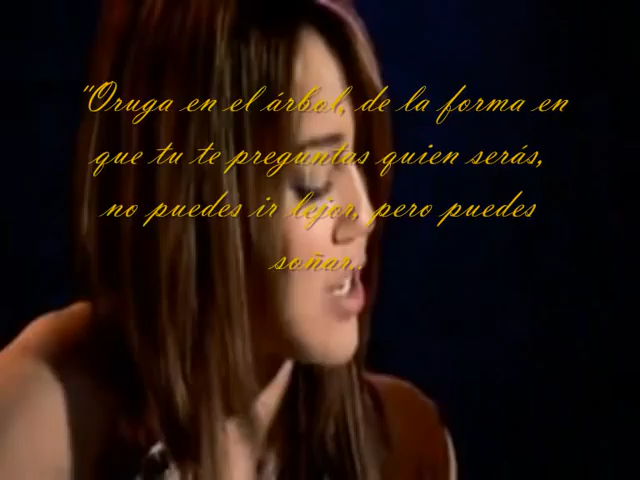 "Oruga en el árbol, de la forma en
que tu te preguntas quien serás,
no puedes ir lejor, pero puedes
soñar..